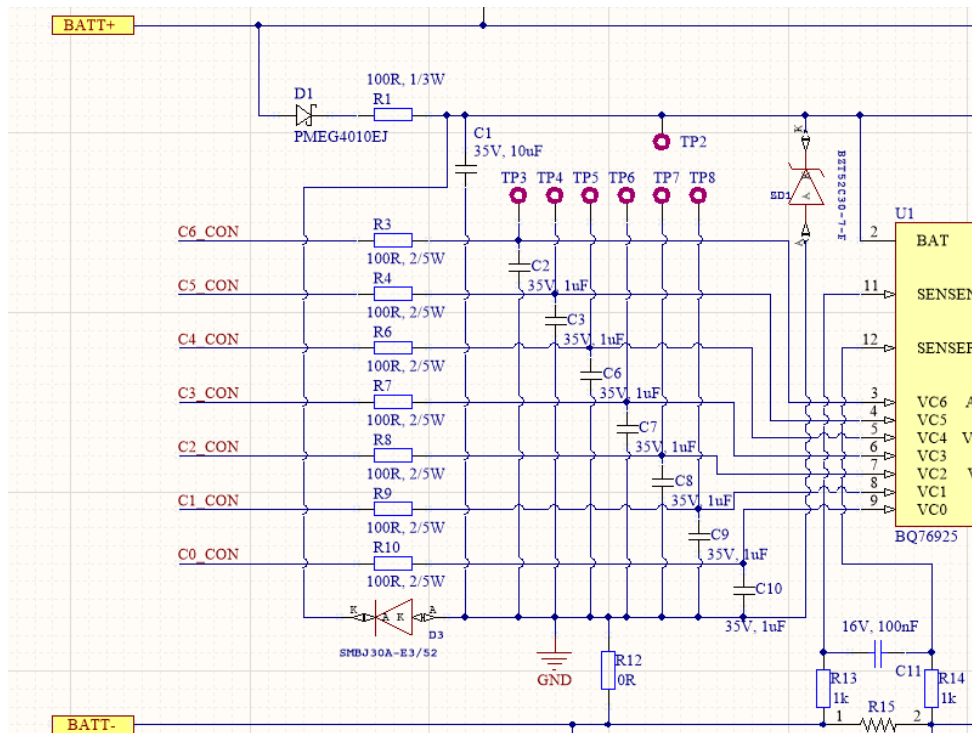 BATT+
100R, 1/3W
D1
R1
PMEG4010EJ
C1
35V, 10uF
TP2
TP3 TP4 TP5 TP6 TP7 TP8
K
BZT52C30-7-F
A
A
U1
C6_CON
R3
2
BAT
100R, 2/5W
C2
35V, 1uF
C5_CON
R4
11
SENSEN
100R, 2/5W
C3
35V, 1uF
C4_CON
R6
12
100R, 2/5W
C6
35V, 1uF
C3_CON
R7
3
VC6
4
VC5
100R, 2/5W
C7
5
VC4
35V, 1uF
C2_CON
R8
6
VC3
7
VC2
100R, 2/5W
C8
8
VC1
35V, 1uF
C1_CON
R9
9
VC0
100R, 2/5W
C9
BQ76925
35V, 1uF
C0_CON
R10
100R, 2/5W
C10
K A K A
35V, 1uF
D3
SMBJ30A-E3/52
16V, 100nF
GND
R12
0R
C11
R13
1k
R14
1k
R15
1 2
BATT-